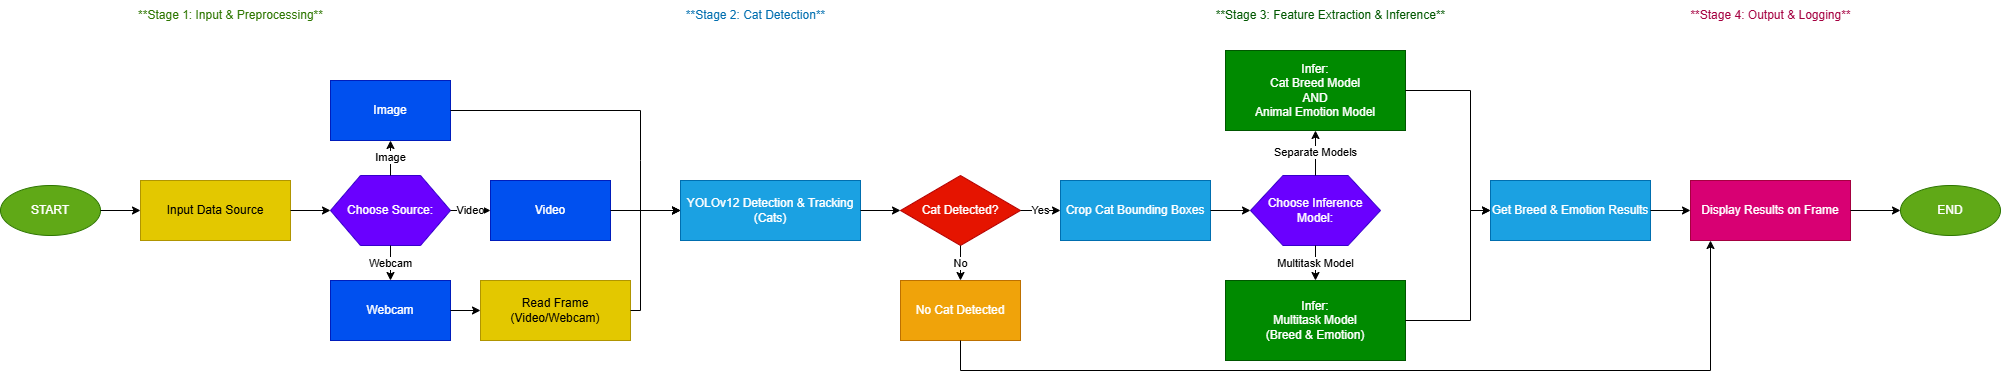 **Stage 1: Input & Preprocessing**
**Stage 2: Cat Detection**
**Stage 3: Feature Extraction & Inference**
**Stage 4: Output & Logging**
START
Input Data Source
Image
Image
Choose Source:
Video
Video
Webcam
Webcam
Read Frame
(Video/Webcam)
YOLOv12 Detection & Tracking
(Cats)
Cat Detected?
Yes
No
No Cat Detected
Crop Cat Bounding Boxes
Infer:
Cat Breed Model
AND
Animal Emotion Model
Separate Models
Choose Inference
Model:
Multitask Model
Infer:
Multitask Model
(Breed & Emotion)
Get Breed & Emotion Results
Display Results on Frame
END